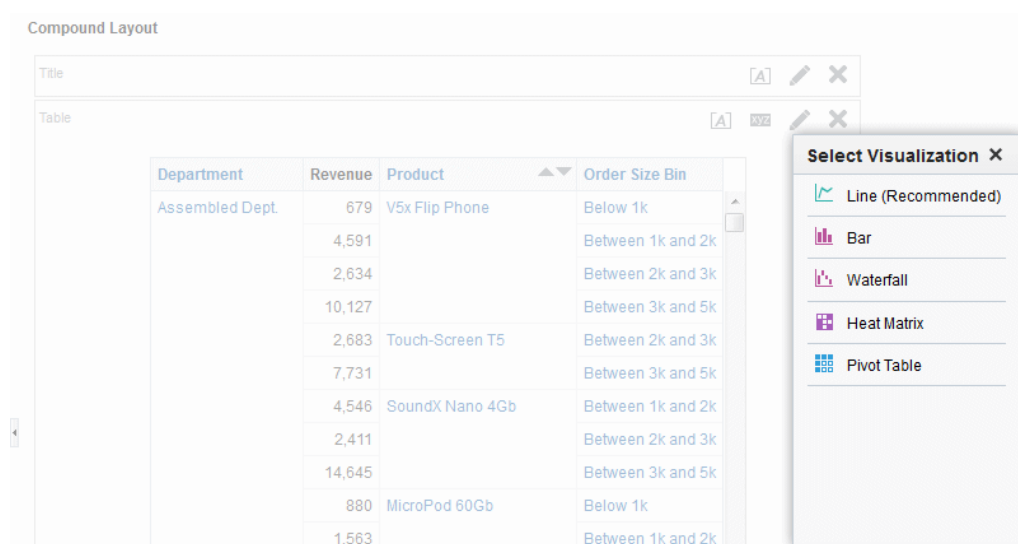 Compound Layout
Title
[A]
Table
[A] xyz
Select Visualization
Department Revenue Product Order Size Bin
Line (Recommended)
Bar
Waterfall
Heat Matrix
Pivot Table
Assembled Dept. 679 V5x Flip Phone Below 1k
4,591 Between 1k and 2k
2,634 Between 2k and 3k
10,127 Between 3k and 5k
2,683 Touch-Screen T5 Between 2k and 3k
7,731 Between 3k and 5k
4,546 SoundX Nano 4Gb Between 1k and 2k
2,411 Between 2k and 3k
14,645 Between 3k and 5k
880 MicroPod 60Gb Below 1k
1,563 Between 1k and 2k